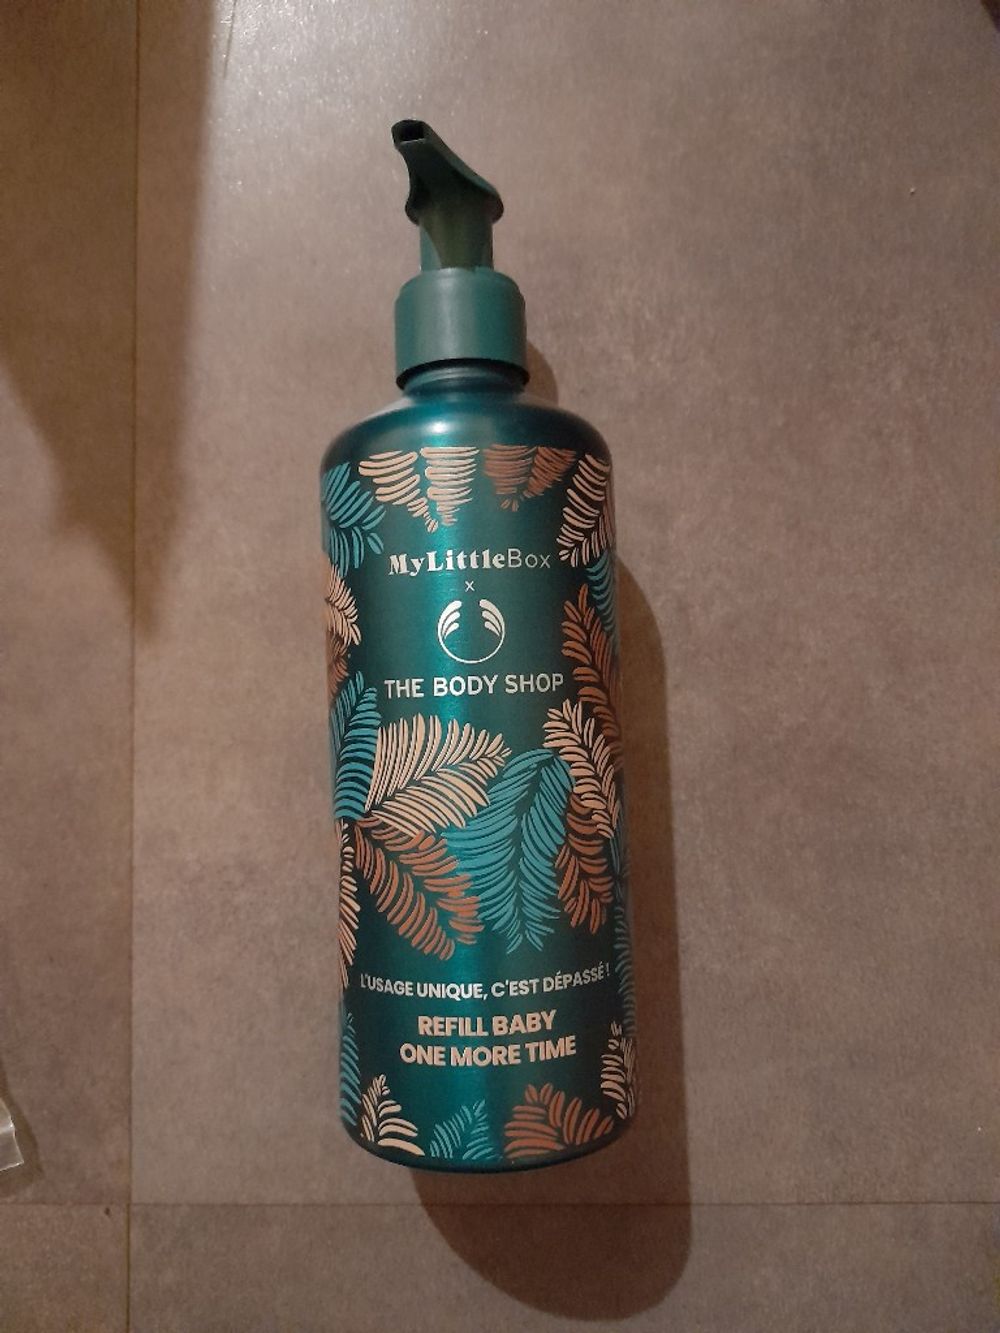 MyLittleBox
x
THE BODY SHOP
L'USAGE UNIQUE, C'EST DÉPASSÉ !
REFILL BABY
ONE MORE TIME